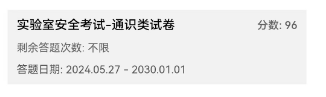 实验室安全考试-通识类试卷 分数: 96
剩余答题次数: 不限
答题日期: 2024.05.27 - 2030.01.01